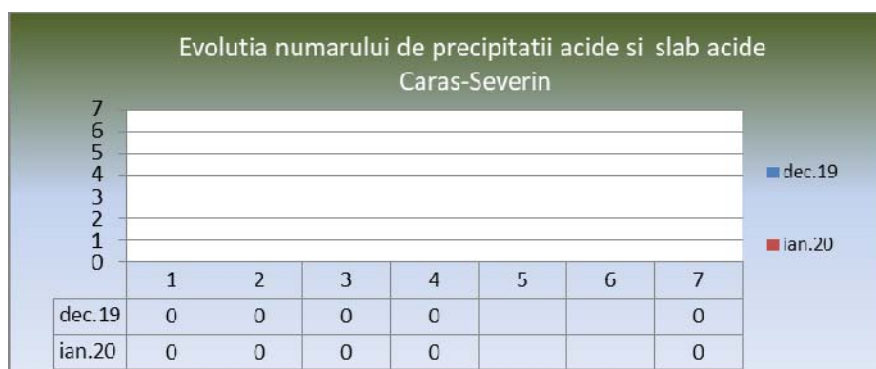 Evolutia numarului de precipitatii acide si slab acide
Caras-Severin
7
6
5
4
3
2
1
0
dec.19
ian.20
1 2 3 4 5 6 7
dec.19 0 0 0 0 0
ian.20 0 0 0 0 0